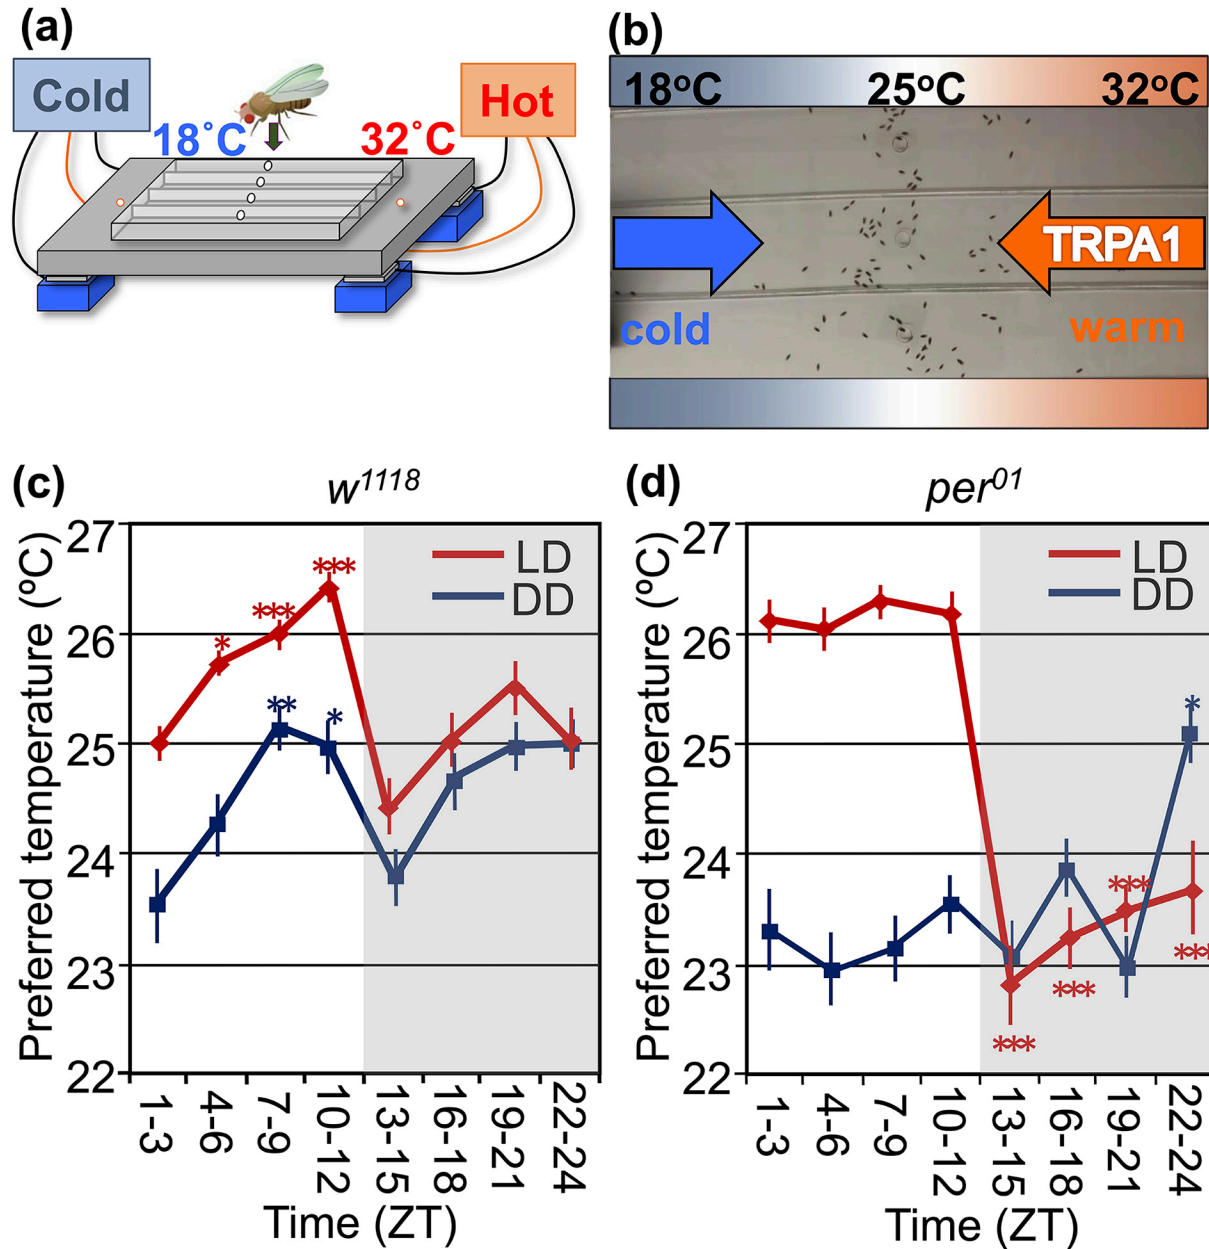 (a)
Cold
Hot
18°C
32°C
(b)
18°C 25°C 32°C
TRPA1
cold
warm
(c)
w1118
Preferred temperature (ºC)
27
26
25
24
23
22
LD
DD
*
***
***
**
*
1-3
4-6
7-9
10-12
13-15
16-18
19-21
22-24
Time (ZT)
(d)
per01
Preferred temperature (ºC)
27
26
25
24
23
22
LD
DD
*
***
***
***
***
1-3
4-6
7-9
10-12
13-15
16-18
19-21
22-24
Time (ZT)